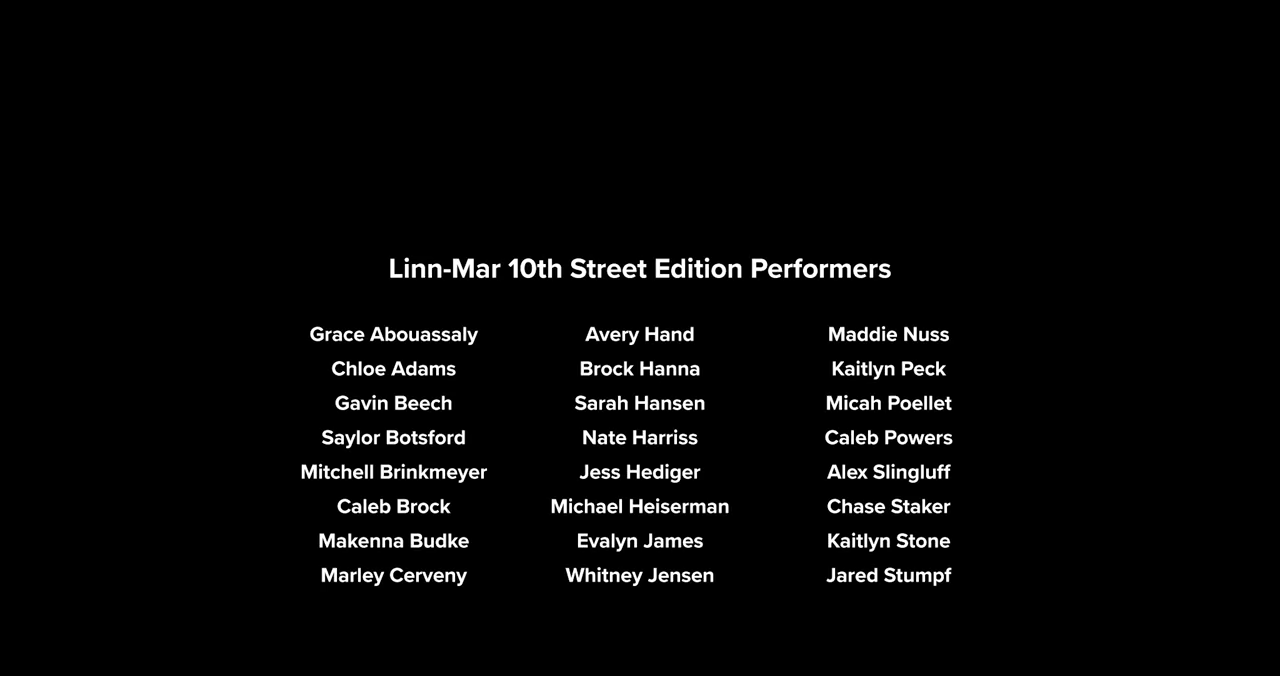 Linn-Mar 10th Street Edition Performers
Grace Abouassaly
Chloe Adams
Gavin Beech
Saylor Botsford
Mitchell Brinkmeyer
Caleb Brock
Makenna Budke
Marley Cerveny
Avery Hand
Brock Hanna
Sarah Hansen
Nate Harriss
Jess Hediger
Michael Heiserman
Evalyn James
Whitney Jensen
Maddie Nuss
Kaitlyn Peck
Micah Poellet
Caleb Powers
Alex Slingluff
Chase Staker
Kaitlyn Stone
Jared Stumpf